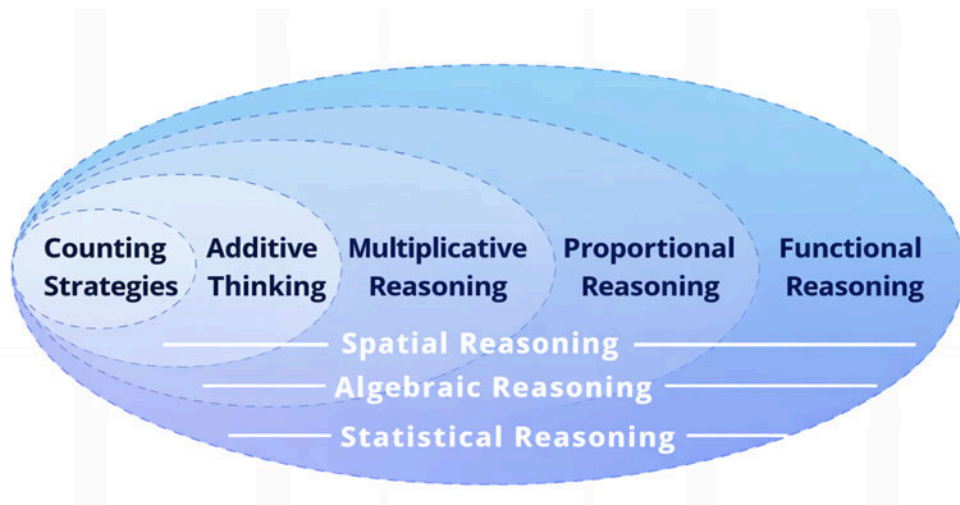 Counting Additive Multiplicative Proportional Functional
Strategies Thinking Reasoning Reasoning Reasoning
Spatial Reasoning
Algebraic Reasoning
Statistical Reasoning